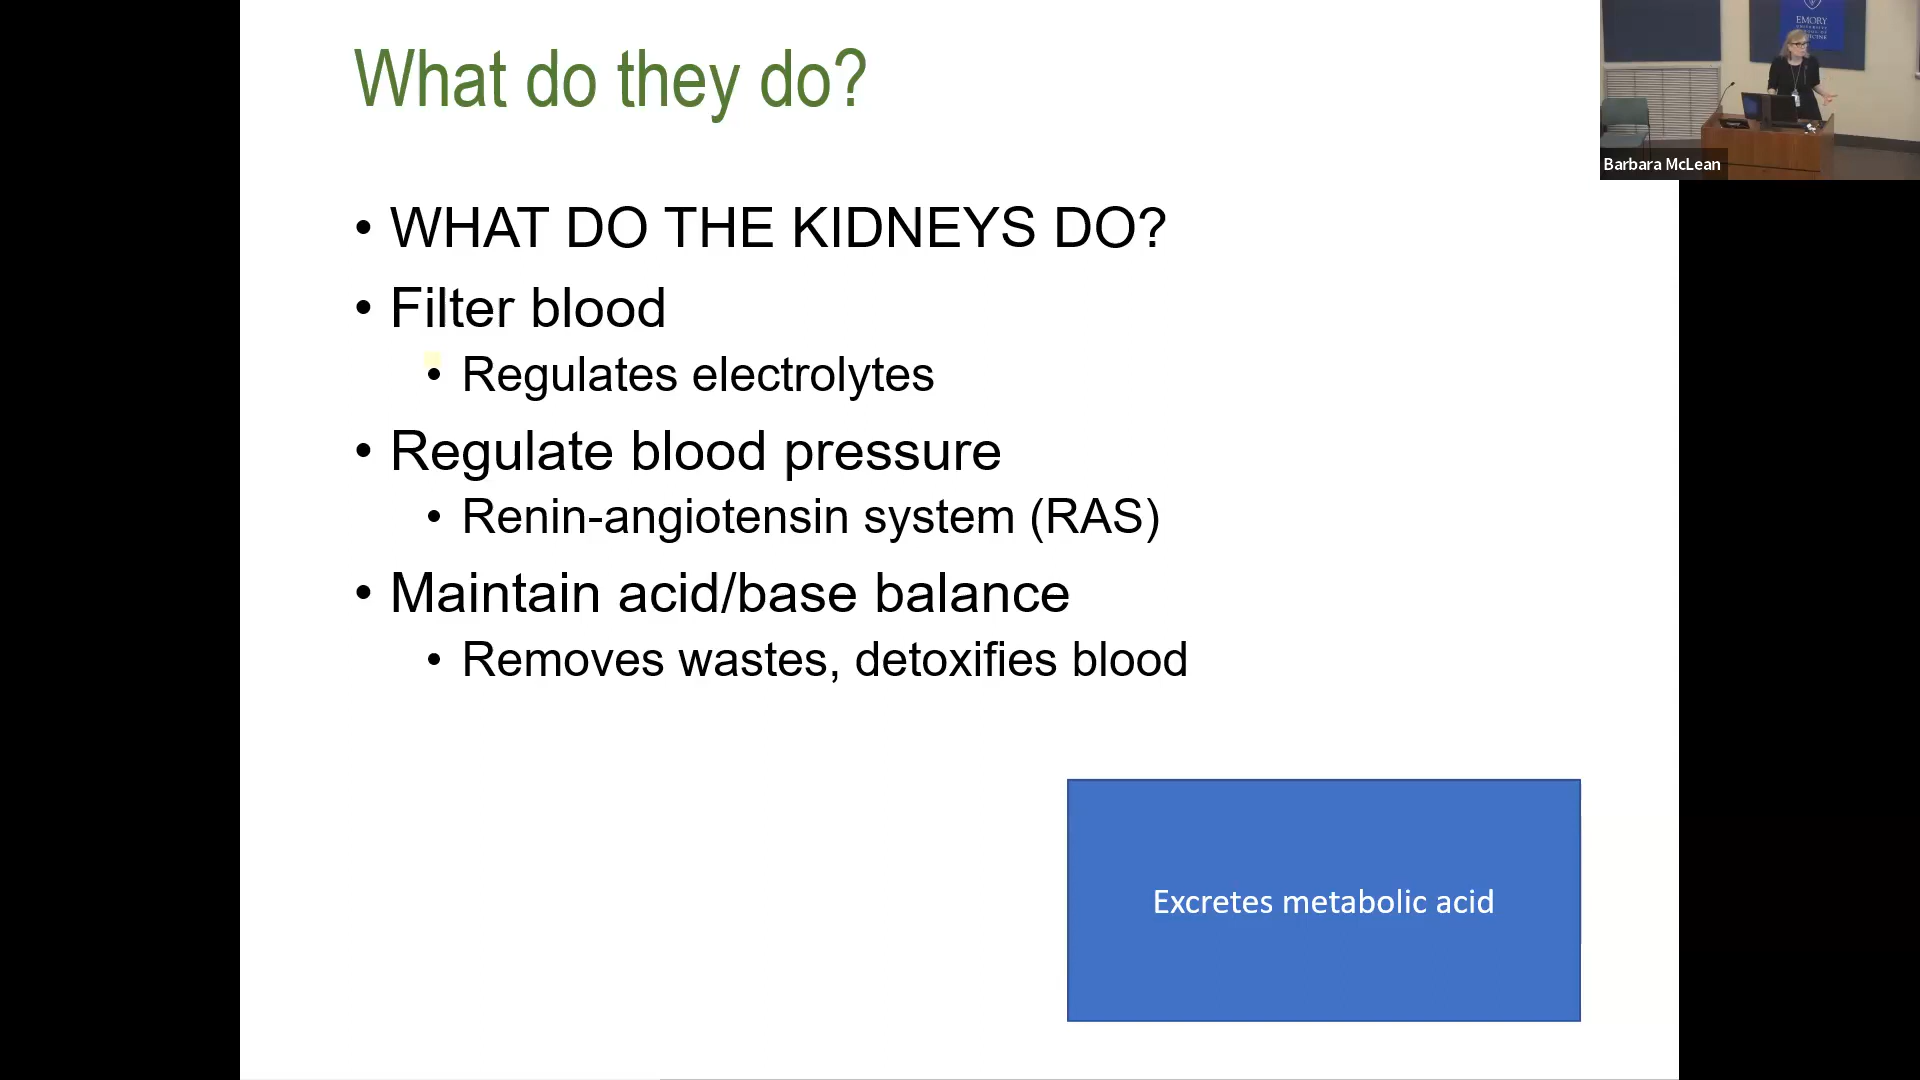 What do they do?
• WHAT DO THE KIDNEYS DO?
• Filter blood
• Regulates electrolytes
• Regulate blood pressure
• Renin-angiotensin system (RAS)
• Maintain acid/base balance
• Removes wastes, detoxifies blood
Excretes metabolic acid
EMORY
Barbara McLean